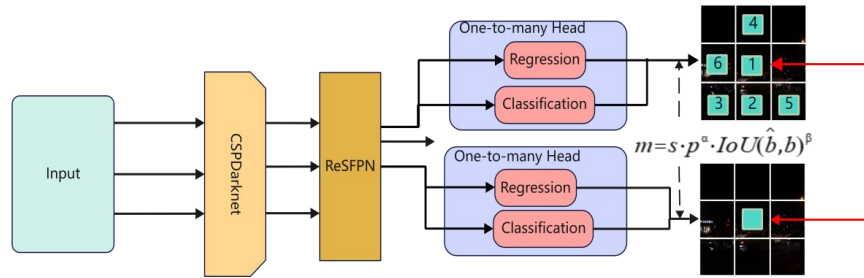 Input
CSPDarknet
ReSFPN
One-to-many Head
Regression
Classification
One-to-many Head
Regression
Classification
4
6 1
3 2 5
m=s·p^α·IoU(b̂,b)^β